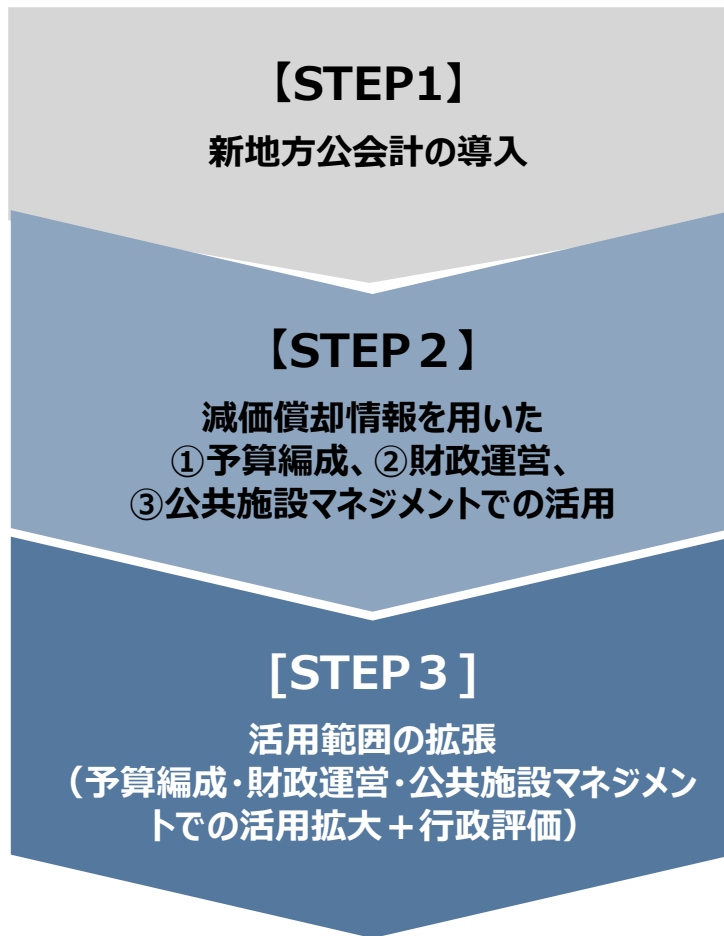 【STEP1】
新地方公会計の導入
【STEP２】
減価償却情報を用いた
①予算編成、②財政運営、
③公共施設マネジメントでの活用
[STEP３]
活用範囲の拡張
（予算編成・財政運営・公共施設マネジメン
トでの活用拡大＋行政評価）